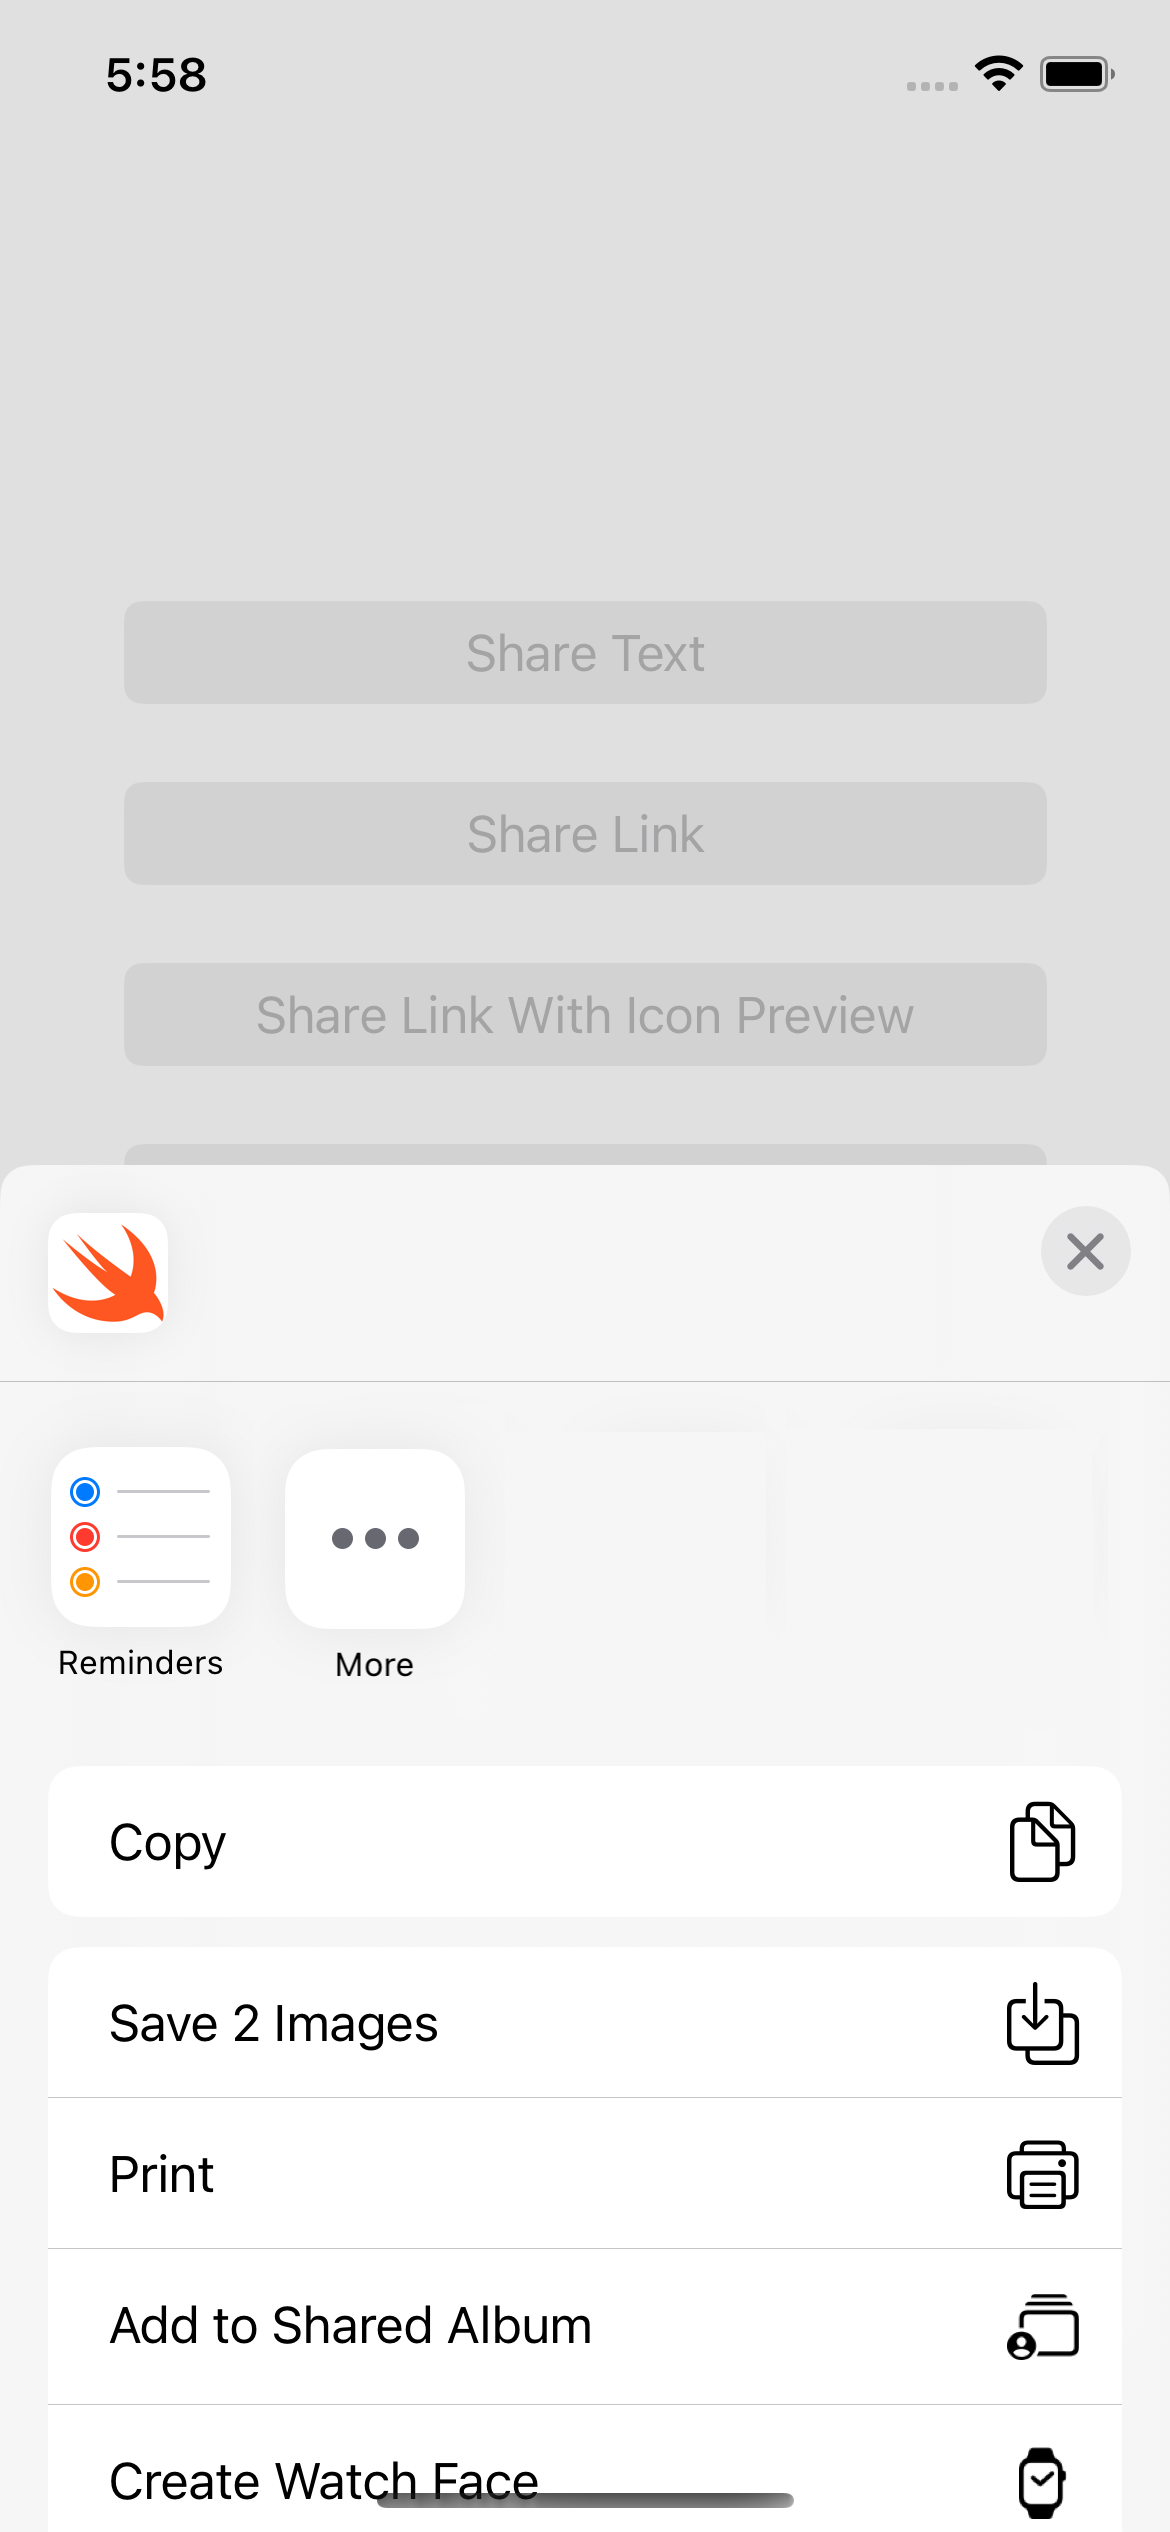 5:58
Share Text
Share Link
Share Link With Icon Preview
Reminders
More
Copy
Save 2 Images
Print
Add to Shared Album
Create Watch Face